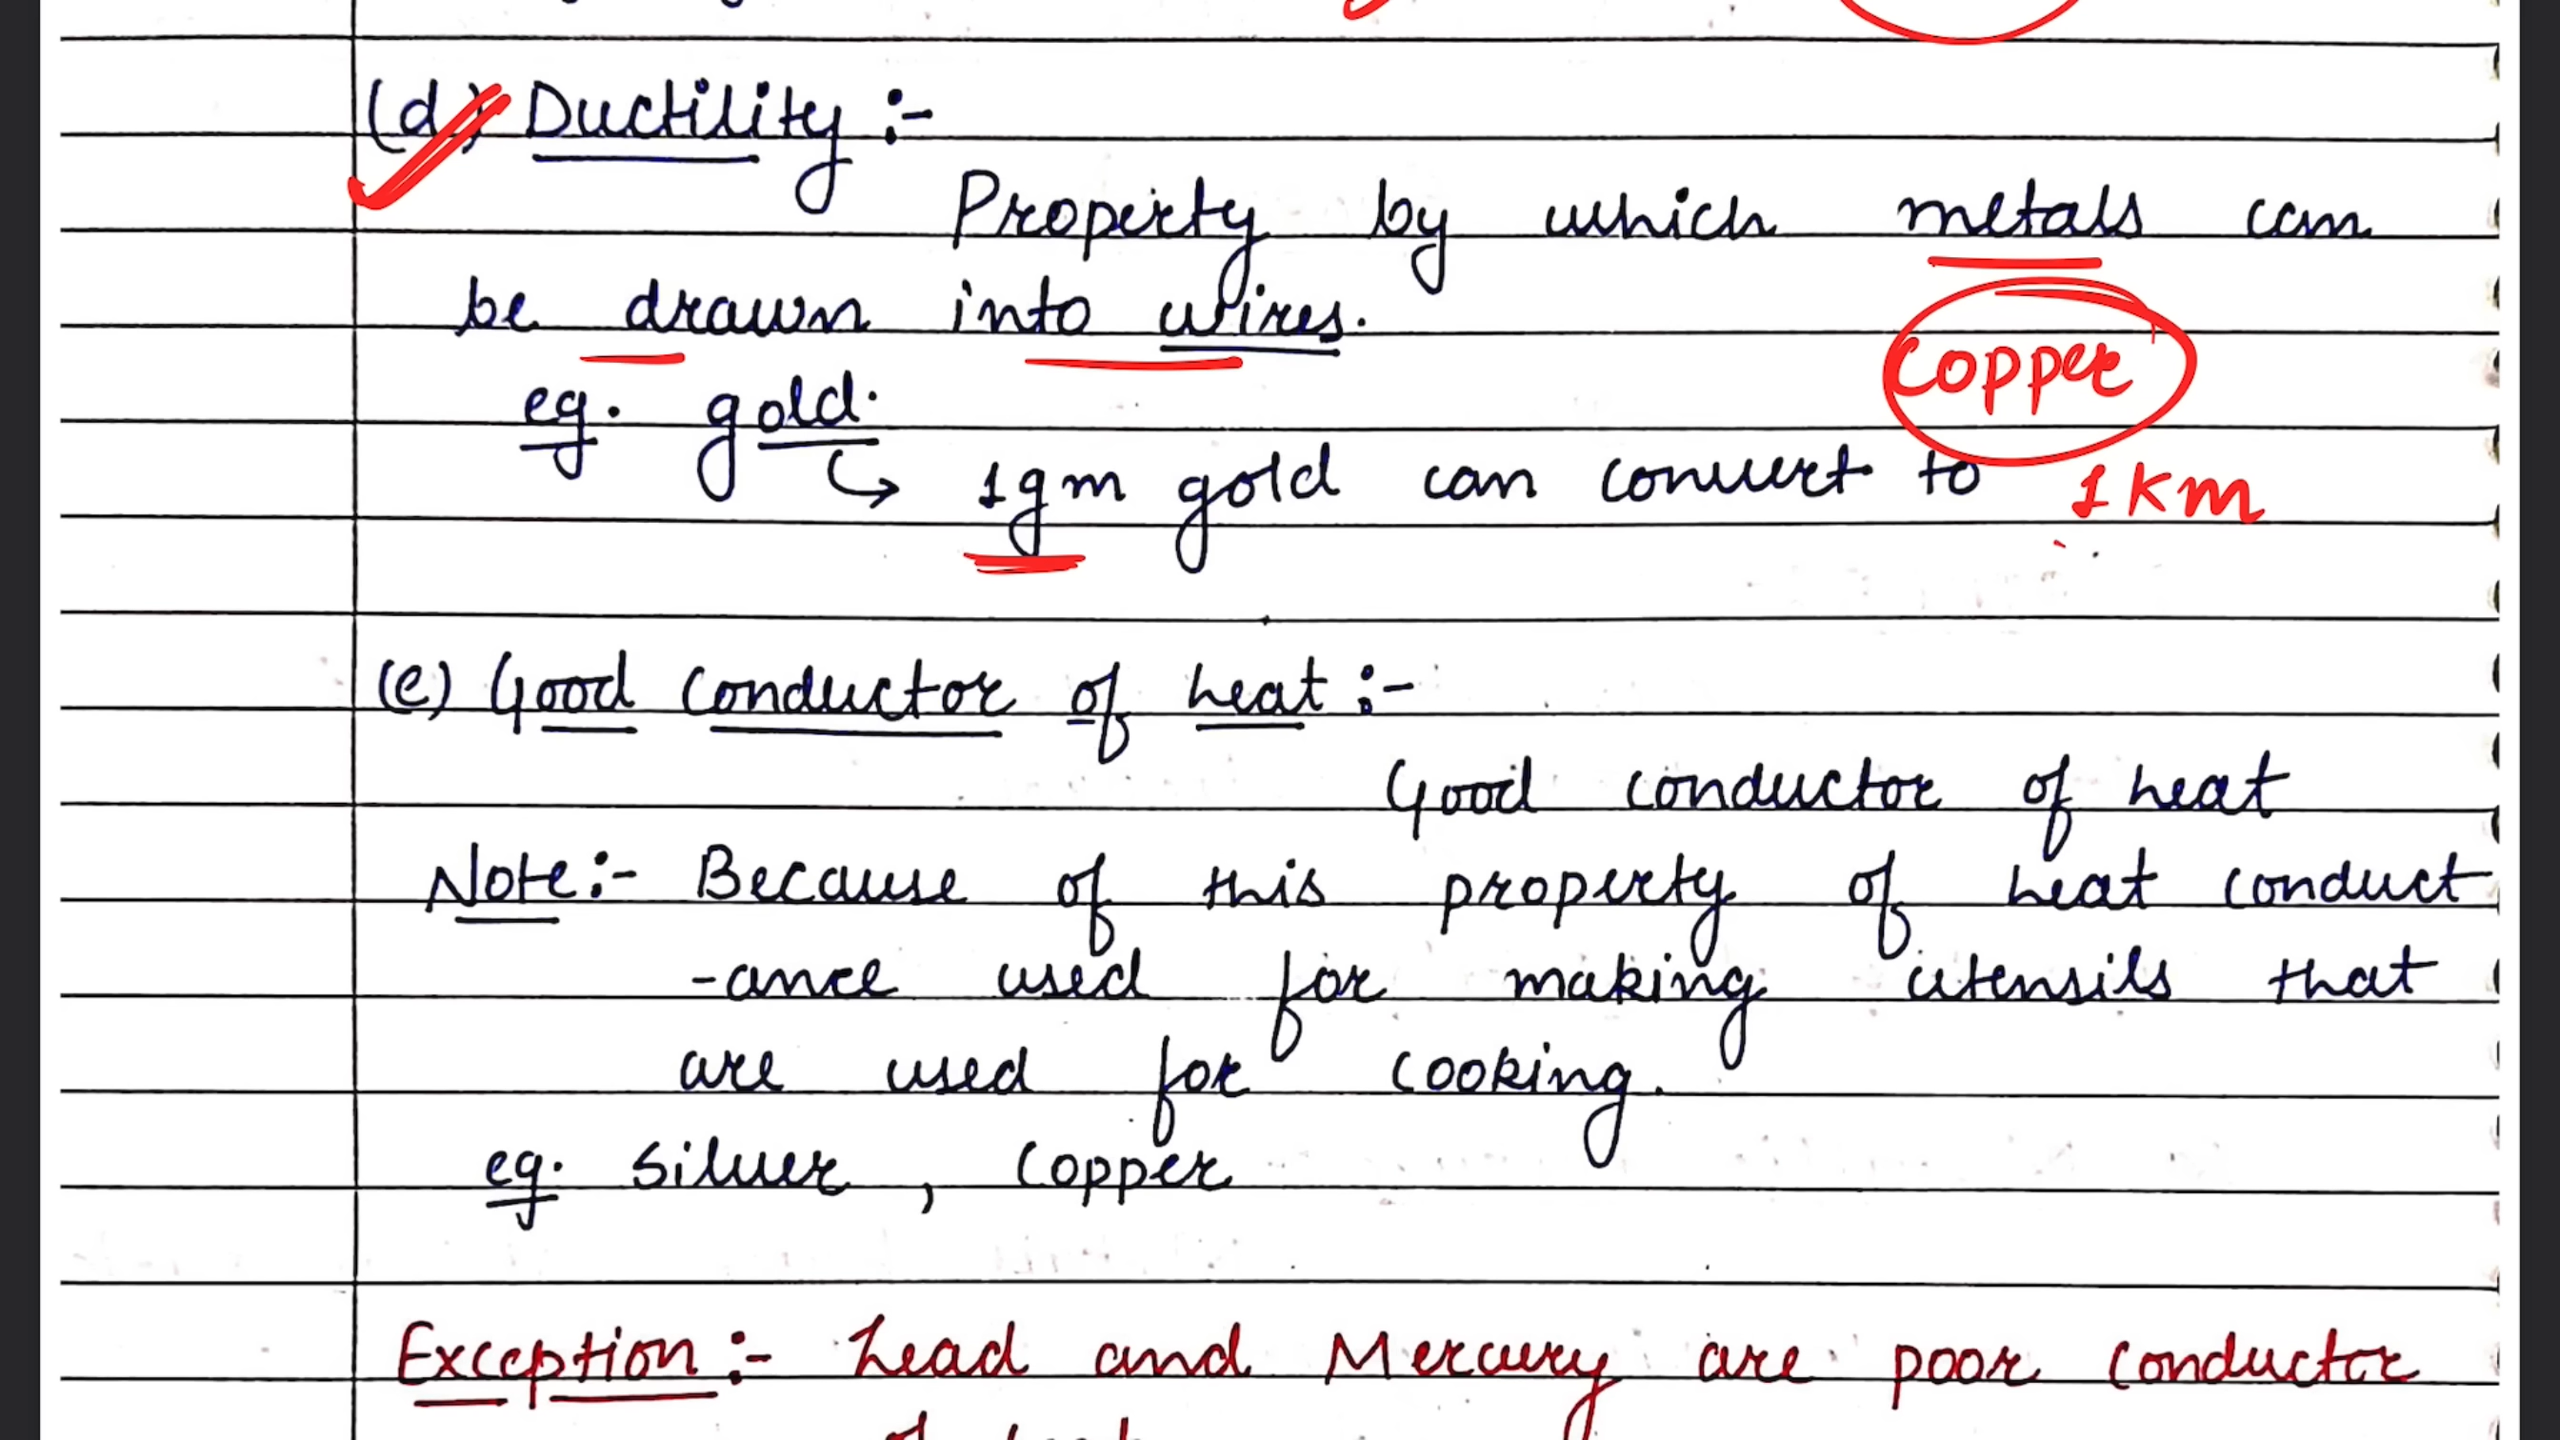 (d) Ductility :-
Property by which metals can
be drawn into wires.
copper
eg. gold.
↳ 1gm gold can convert to 1 km
(e) Good conductor of heat :-
Good conductor of heat
Note :- Because of this property of heat conduct
-ance used for making utensils that
are used for cooking.
eg. silver , copper
Exception :- Lead and Mercury are poor conductor